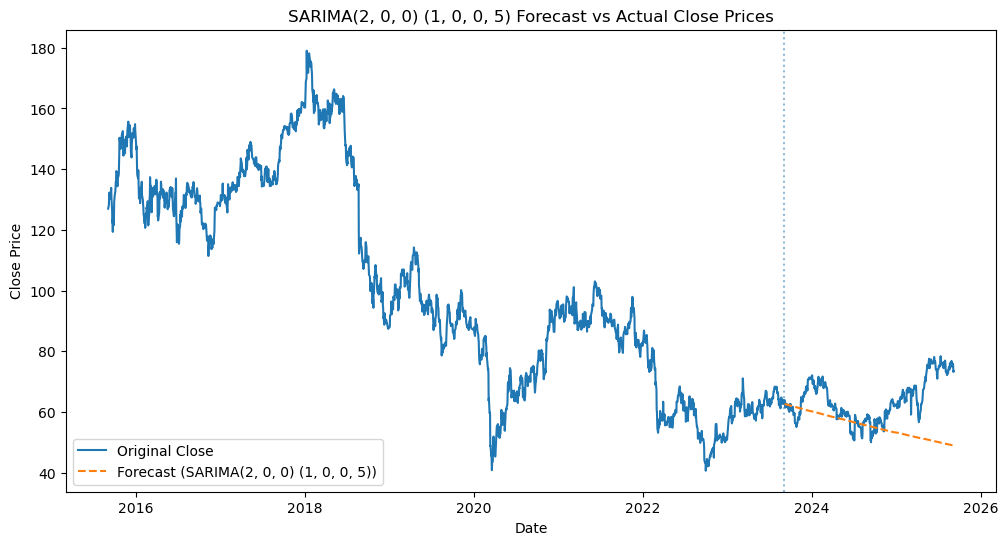 SARIMA(2, 0, 0) (1, 0, 0, 5) Forecast vs Actual Close Prices
Close Price
180
160
140
120
100
80
60
40
Original Close
Forecast (SARIMA(2, 0, 0) (1, 0, 0, 5))
2016
2018
2020
2022
2024
2026
Date